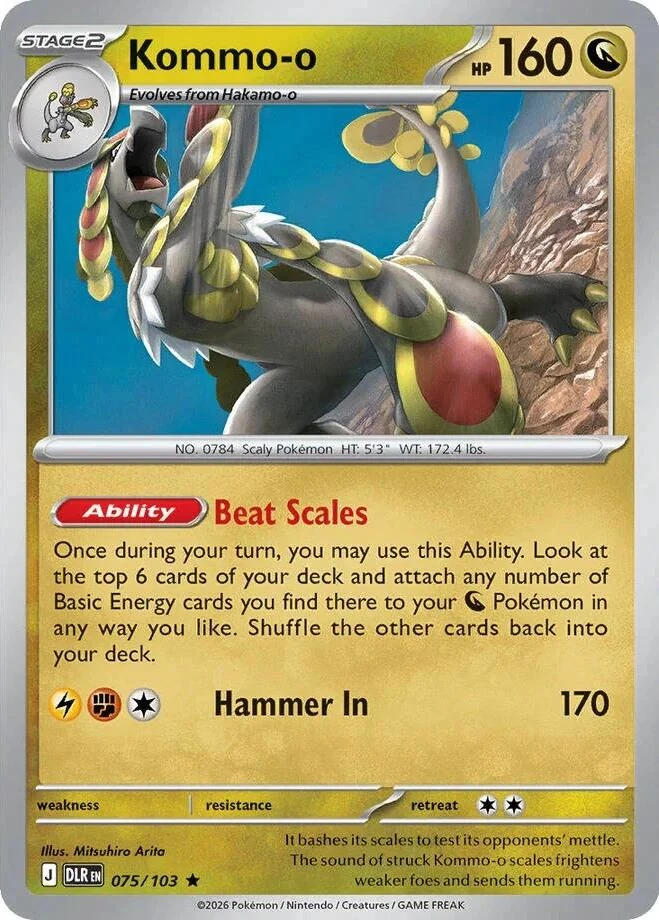 STAGE2
Kommo-o
HP 160
Evolves from Hakamo-o
NO. 0784 Scaly Pokémon HT: 5'3" WT: 172.4 lbs.
Ability Beat Scales
Once during your turn, you may use this Ability. Look at
the top 6 cards of your deck and attach any number of
Basic Energy cards you find there to your Pokémon in
any way you like. Shuffle the other cards back into
your deck.
Hammer In 170
weakness resistance retreat
Illus. Mitsuhiro Arita
J DLR EN 075/103 ★
It bashes its scales to test its opponents' mettle.
The sound of struck Kommo-o scales frightens
weaker foes and sends them running.
©2026 Pokémon / Nintendo / Creatures / GAME FREAK